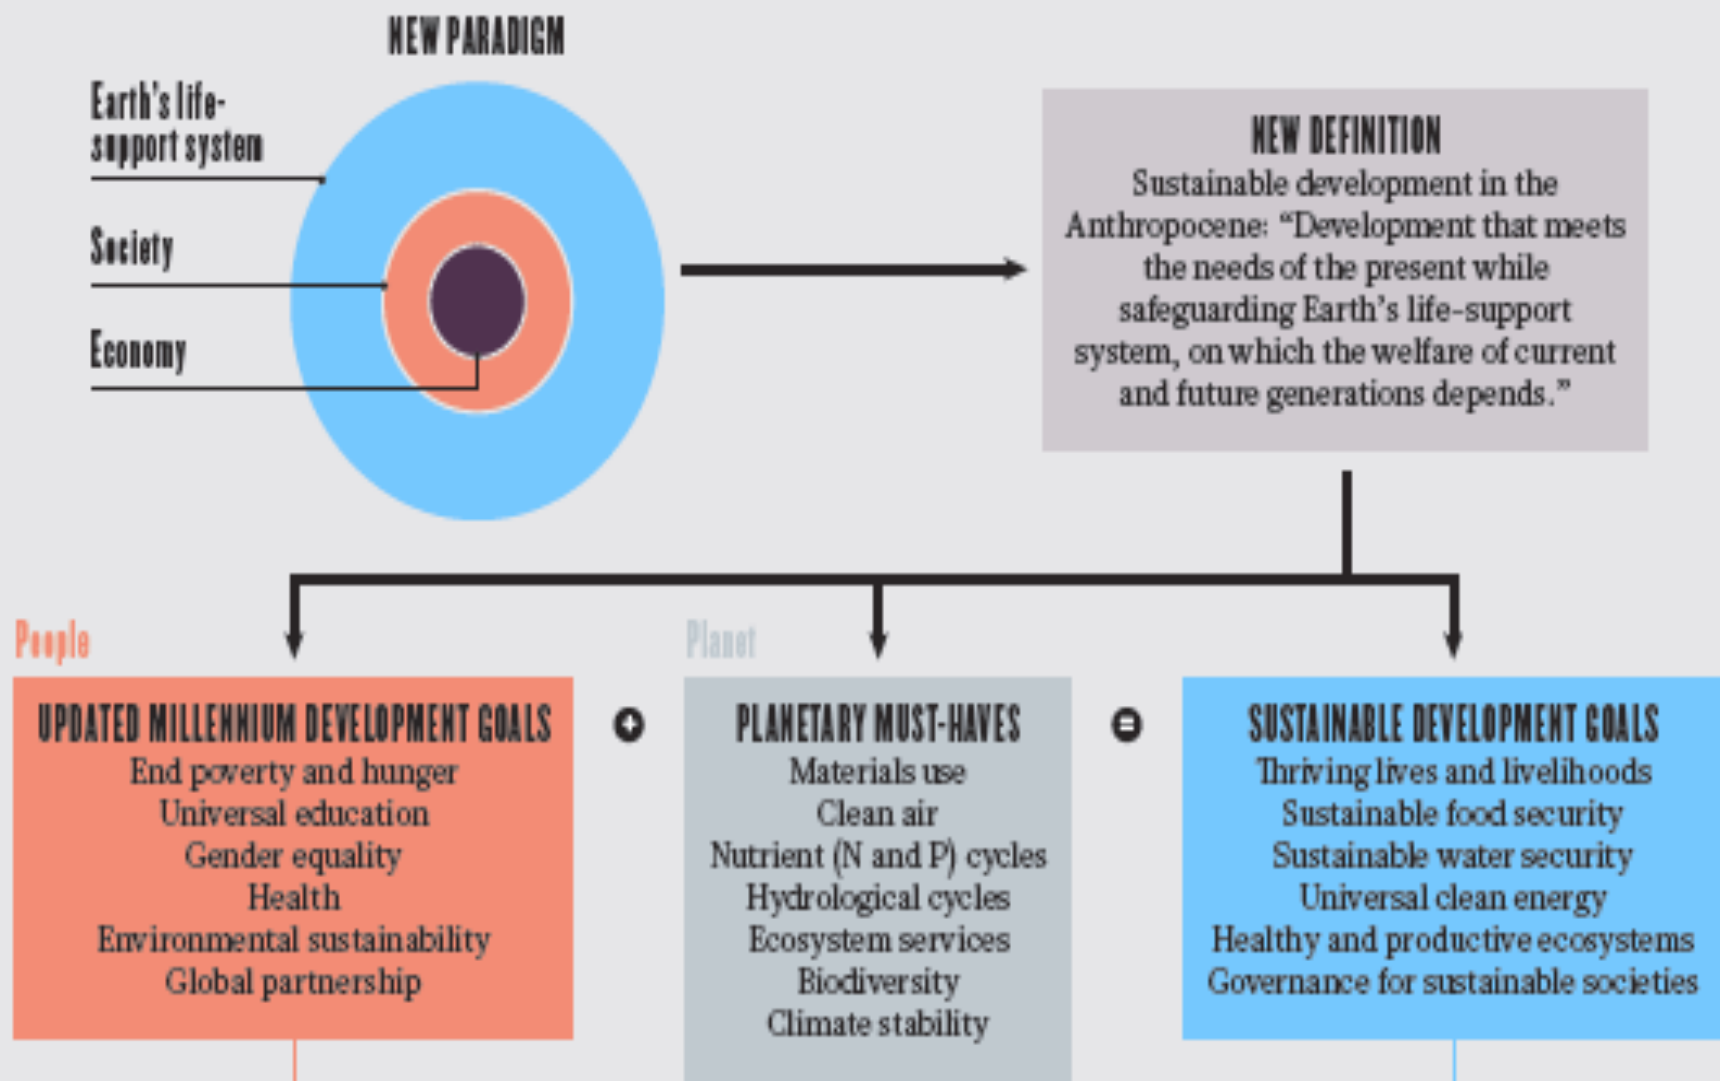 NEW PARADIGM
Earth's life-
support system
Society
Economy
NEW DEFINITION
Sustainable development in the
Anthropocene: “Development that meets
the needs of the present while
safeguarding Earth's life-support
system, on which the welfare of current
and future generations depends.”
People
UPDATED MILLENNIUM DEVELOPMENT GOALS
End poverty and hunger
Universal education
Gender equality
Health
Environmental sustainability
Global partnership
+
Planet
PLANETARY MUST-HAVES
Materials use
Clean air
Nutrient (N and P) cycles
Hydrological cycles
Ecosystem services
Biodiversity
Climate stability
=
SUSTAINABLE DEVELOPMENT GOALS
Thriving lives and livelihoods
Sustainable food security
Sustainable water security
Universal clean energy
Healthy and productive ecosystems
Governance for sustainable societies